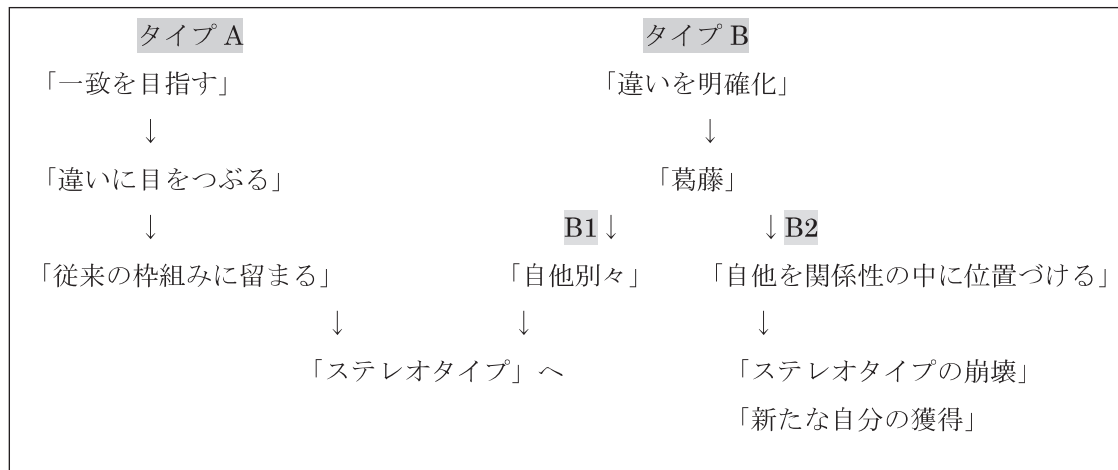 タイプ A タイプ B
「一致を目指す」 「違いを明確化」
↓ ↓
「違いに目をつぶる」 「葛藤」
↓ B1 ↓ ↓ B2
「従来の枠組みに留まる」 「自他別々」 「自他を関係性の中に位置づける」
↓ ↓ ↓
「ステレオタイプ」へ 「ステレオタイプの崩壊」
「新たな自分の獲得」